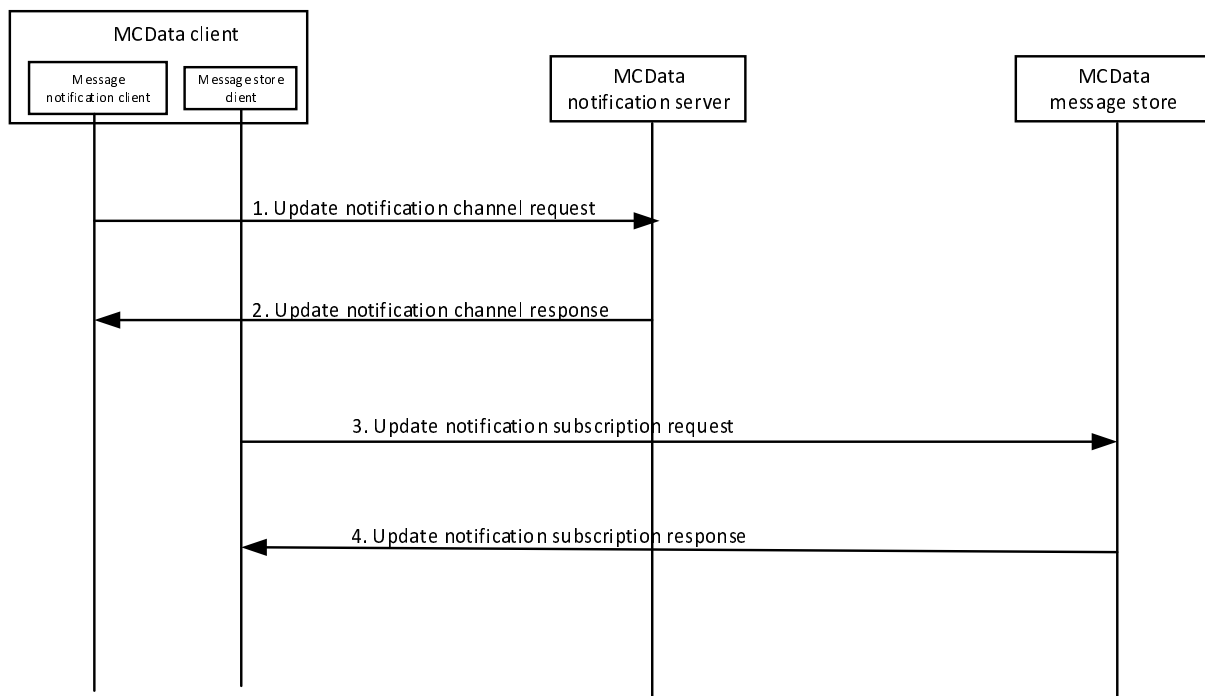 MCData client
Message
notification client
Message store
client
MCData
notification server
MCData
message store
1. Update notification channel request
2. Update notification channel response
3. Update notification subscription request
4. Update notification subscription response